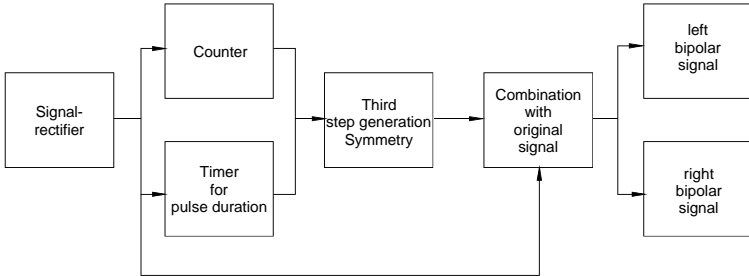 Signal-
rectifier
Counter
Timer
for
pulse duration
Third
step generation
Symmetry
Combination
with
original
signal
left
bipolar
signal
right
bipolar
signal